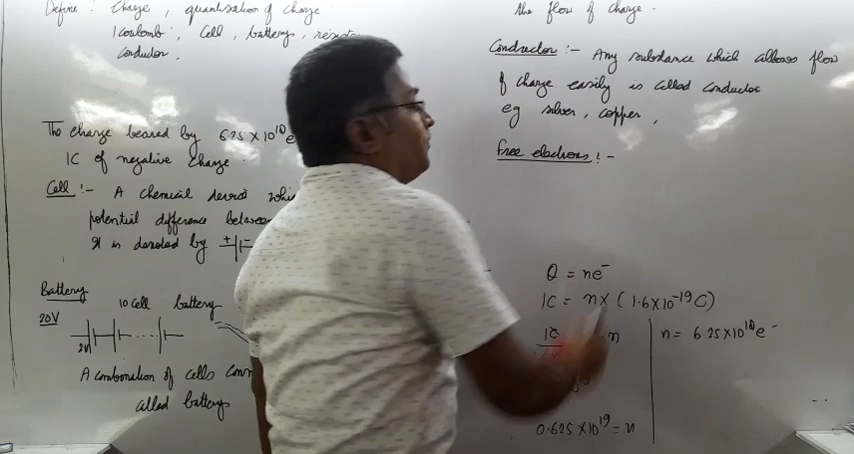 Define : Charge , quantisation of charge
1 Coulomb , Cell , battery , resist
Conductor .
The charge beared by 6.25 X 10¹⁸ e
1C of negative charge .
Cell :- A chemical device whi
potential difference betwee
It is denoted by + -
Battery 10 cell battery
20V
2V
A combination of cells conn
called battery
the flow of charge .
Conductor :- Any substance which allows flow
of charge easily is called conductor
eg silver , copper ,
Free electrons :-
Q = ne⁻
1C = n X ( 1.6 X 10⁻¹⁹ C )
1C n
0.625 X 10¹⁹ = n
n = 6.25 X 10¹⁸ e⁻